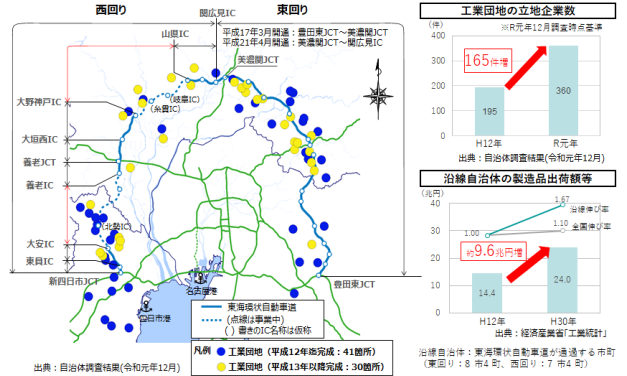 西回り
東回り
関広見IC
平成17年3月開通：豊田東JCT～美濃関JCT
平成21年4月開通：美濃関JCT～関広見IC
山県IC
美濃関JCT
(岐阜IC)
(糸貫IC)
大野神戸IC
大垣西IC
養老JCT
養老IC
(北勢IC)
大安IC
東員IC
新四日市JCT
豊田東JCT
名古屋港
四日市港
東海環状自動車道
(点線は事業中)
( ) 書きのIC名称は仮称
凡例
工業団地（平成12年迄完成：41箇所）
工業団地（平成13年以降完成：30箇所）
出典：自治体調査結果(令和元年12月)
工業団地の立地企業数
(件)
※R元年12月調査時点基準
400
300
200
100
0
165件増
195
360
H12年
R元年
出典：自治体調査結果(令和元年12月)
沿線自治体の製造品出荷額等
(兆円)
40
30
20
10
0
1.67
沿線伸び率
1.10
全国伸び率
1.00
約9.6兆円増
14.4
24.0
H12年
H30年
出典：経済産業省「工業統計」
沿線自治体：東海環状自動車道が通過する市町
（東回り：8市4町、西回り：7市4町）